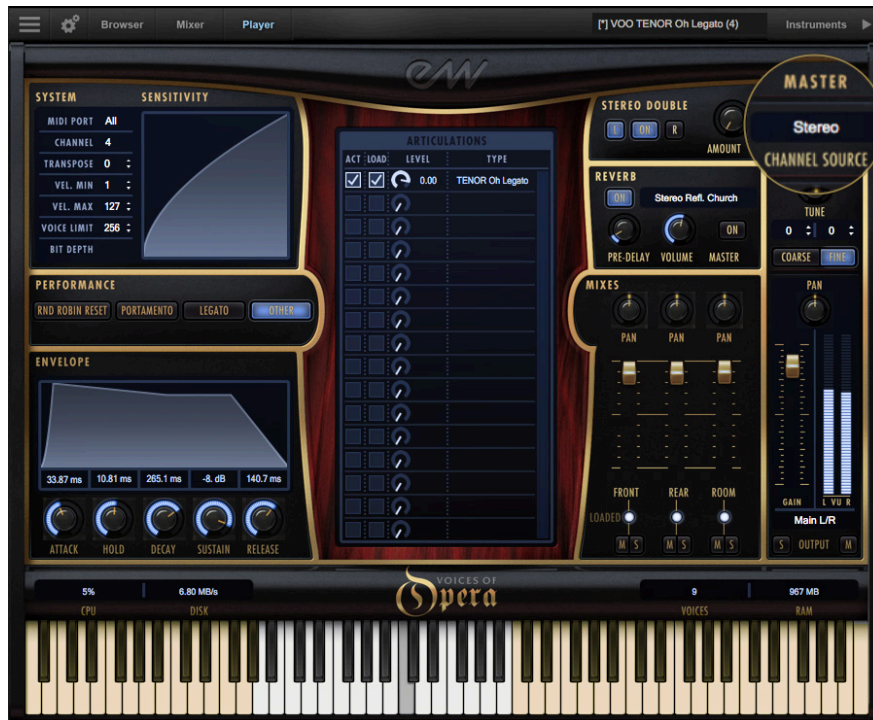 Browser Mixer Player [*] VOO TENOR Oh Legato (4) Instruments
EW
SYSTEM SENSITIVITY
MIDI PORT All
CHANNEL 4
TRANSPOSE 0
VEL. MIN 1
VEL. MAX 127
VOICE LIMIT 256
BIT DEPTH
PERFORMANCE
RND ROBIN RESET PORTAMENTO LEGATO OTHER
ENVELOPE
33.87 ms 10.81 ms 265.1 ms -8. dB 140.7 ms
ATTACK HOLD DECAY SUSTAIN RELEASE
ARTICULATIONS
ACT LOAD LEVEL TYPE
0.00 TENOR Oh Legato
STEREO DOUBLE
L ON R
AMOUNT
REVERB
ON Stereo Refl. Church
ON
PRE-DELAY VOLUME MASTER
MIXES
PAN PAN PAN
FRONT REAR ROOM
LOADED
M S M S M S
MASTER
Stereo
CHANNEL SOURCE
TUNE
0 0
COARSE FINE
PAN
GAIN L VU R
Main L/R
S OUTPUT M
5% 6.80 MB/s
CPU DISK
VOICES OF
Opera
9 967 MB
VOICES RAM